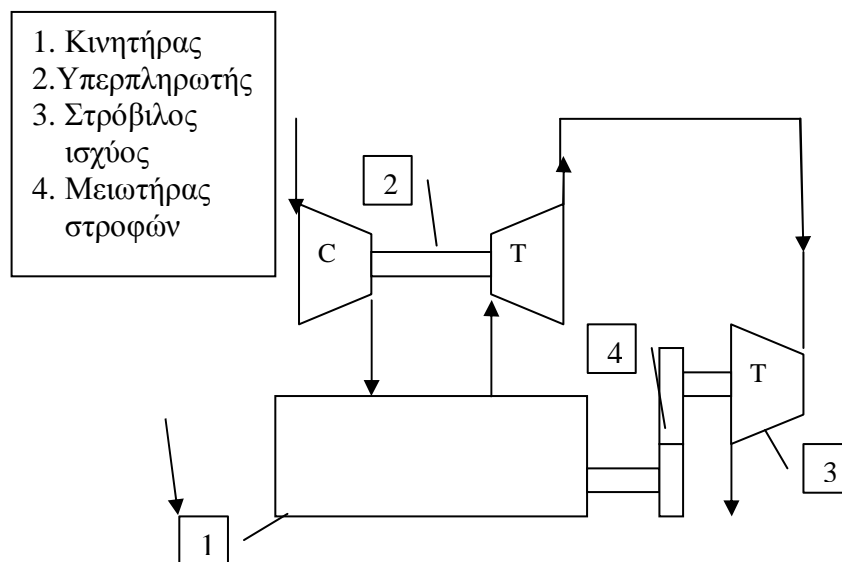 1. Κινητήρας
2.Υπερπληρωτής
3. Στρόβιλος
ισχύος
4. Μειωτήρας
στροφών
2
C
T
4
T
3
1